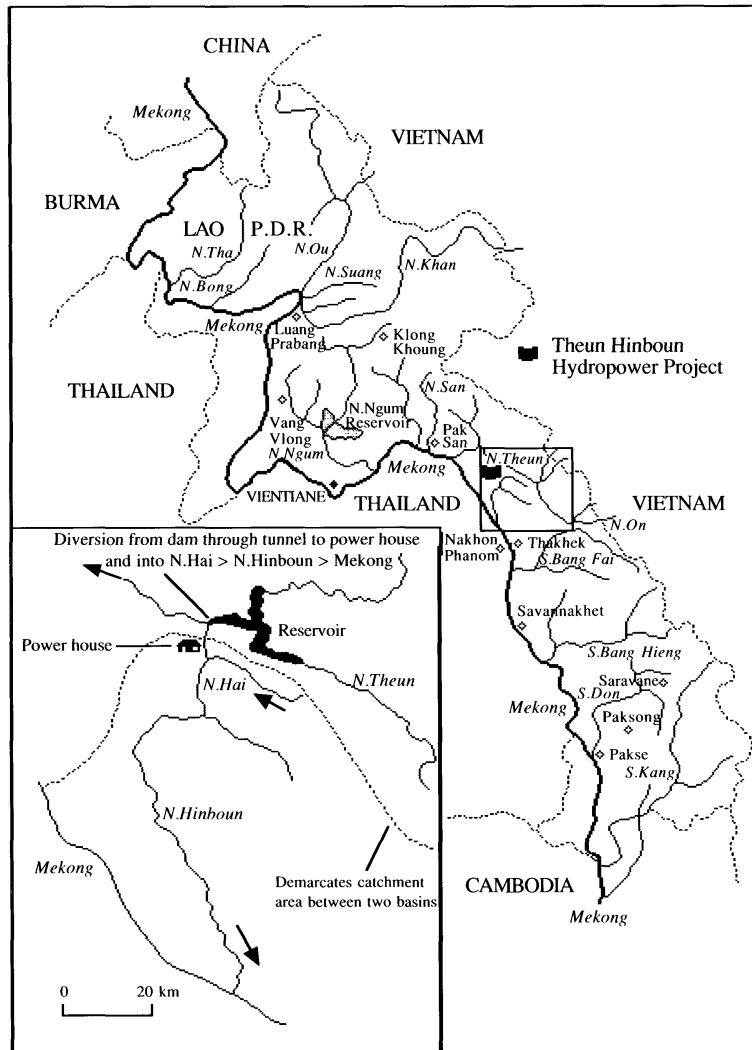 CHINA
Mekong
VIETNAM
BURMA
LAO P.D.R.
N.Tha
N.Ou
N.Suang
N.Khan
N.Bong
Mekong
Luang
Prabang
Klong
Khoung
Theun Hinboun
Hydropower Project
THAILAND
N.San
Vang
Vlong
N.Ngum
Reservoir
Pak
San
N.Ngum
Mekong
N.Theun
VIENTIANE
THAILAND
VIETNAM
N.On
Nakhon
Phanom
Thakhek
S.Bang Fai
Savannakhet
S.Bang Hieng
Saravane
S.Don
Mekong
Paksong
Pakse
S.Kang
CAMBODIA
Mekong
Diversion from dam through tunnel to power house
and into N.Hai > N.Hinboun > Mekong
Reservoir
Power house
N.Hai
N.Theun
N.Hinboun
Mekong
Demarcates catchment
area between two basins
0 20 km